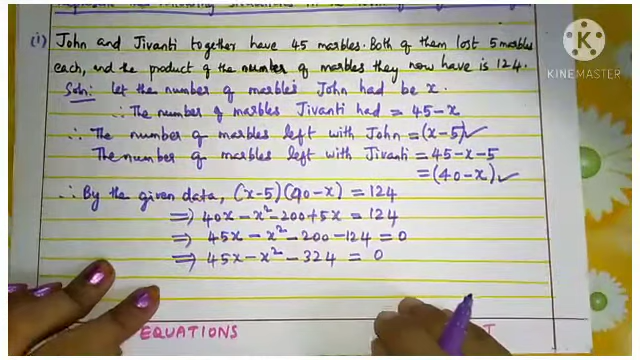 (i) John and Jivanti together have 45 marbles. Both of them lost 5 marbles
each, and the product of the number of marbles they now have is 124.
Soln: Let the number of marbles John had be x.
∴ The number of marbles Jivanti had = 45-x
∴ The number of marbles left with John = (x-5) ✓
The number of marbles left with Jivanti = 45-x-5
= (40-x) ✓
∴ By the given data, (x-5)(40-x) = 124
⇒ 40x - x² - 200 + 5x = 124
⇒ 45x - x² - 200 - 124 = 0
⇒ 45x - x² - 324 = 0
EQUATIONS
KINEMASTER